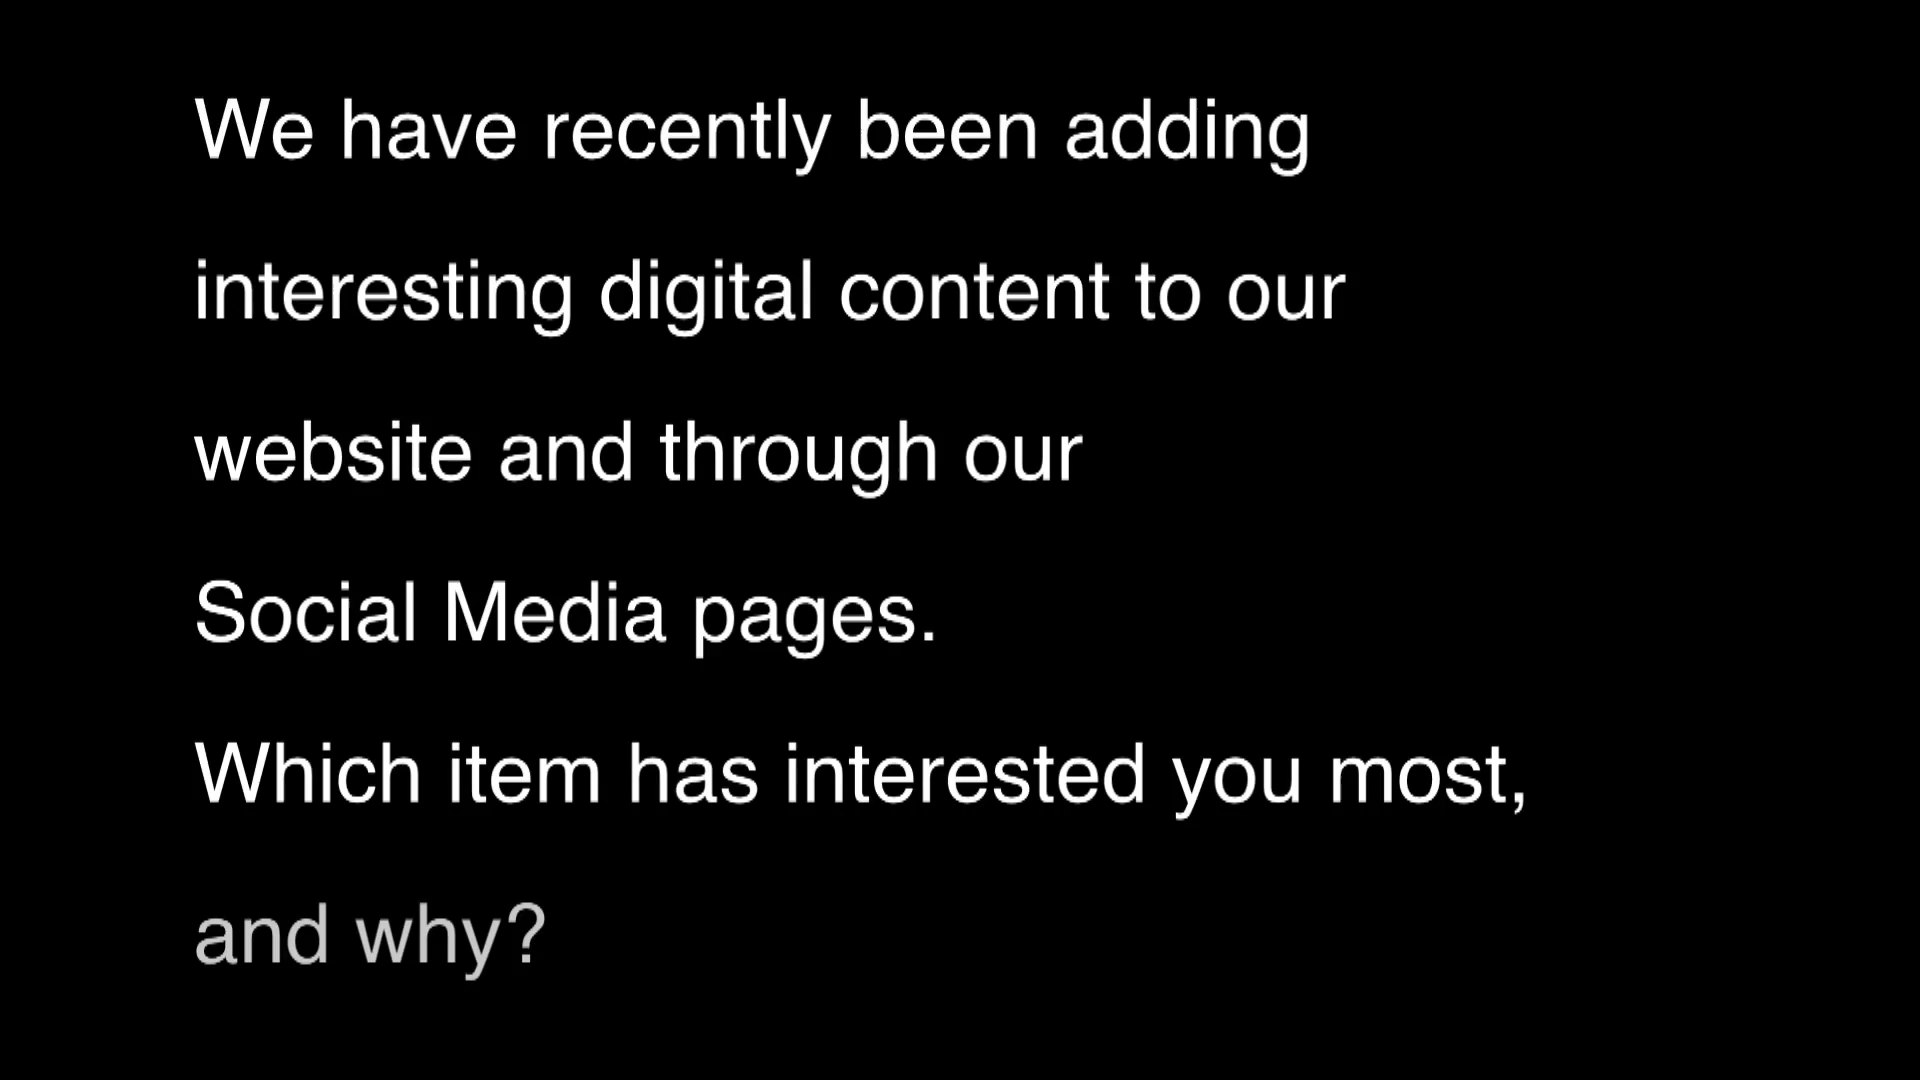 We have recently been adding
interesting digital content to our
website and through our
Social Media pages.
Which item has interested you most,
and why?